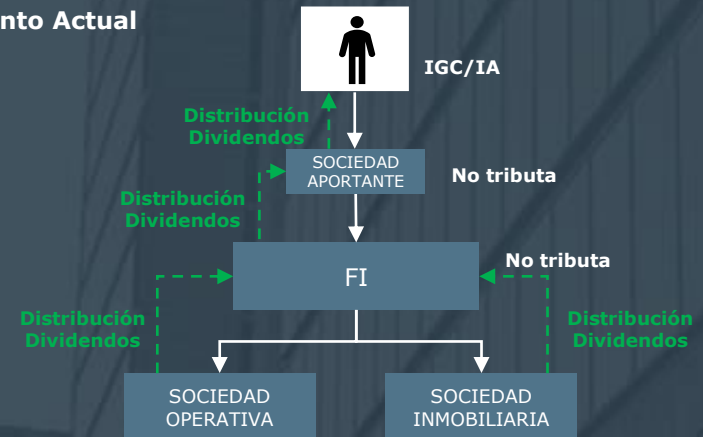 nto Actual
IGC/IA
Distribución
Dividendos
SOCIEDAD
APORTANTE
No tributa
Distribución
Dividendos
No tributa
FI
Distribución
Dividendos
Distribución
Dividendos
SOCIEDAD
OPERATIVA
SOCIEDAD
INMOBILIARIA